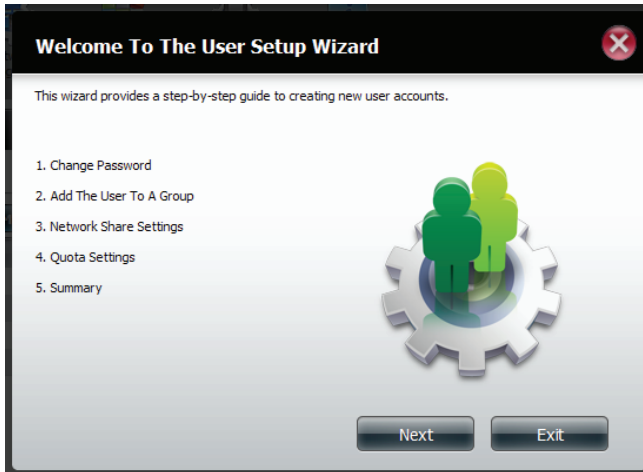 Welcome To The User Setup Wizard
This wizard provides a step-by-step guide to creating new user accounts.
1. Change Password
2. Add The User To A Group
3. Network Share Settings
4. Quota Settings
5. Summary
Next
Exit